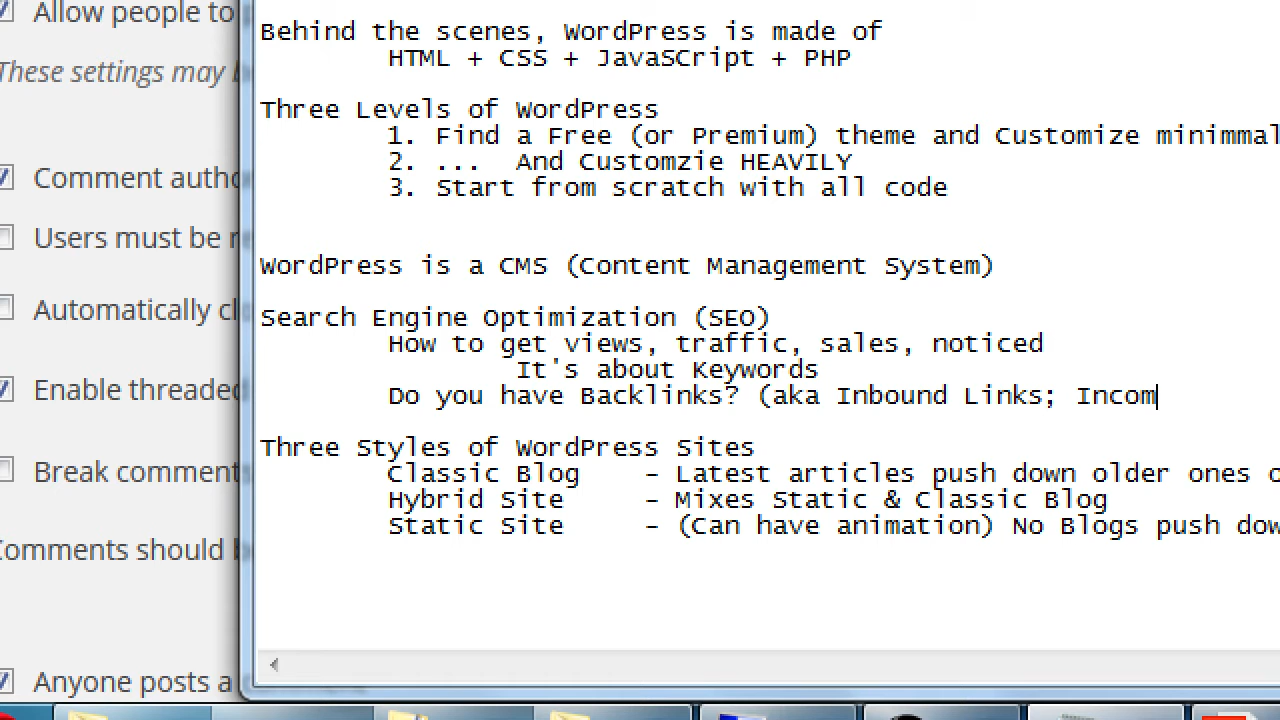 Allow people to
These settings may
Comment autho
Users must be
Automatically cl
Enable threaded
Break comment
Comments should
Anyone posts a
Behind the scenes, WordPress is made of
HTML + CSS + JavaSCript + PHP
Three Levels of WordPress
1. Find a Free (or Premium) theme and Customize minimmal
2. ... And Customzie HEAVILY
3. Start from scratch with all code
WordPress is a CMS (Content Management System)
Search Engine Optimization (SEO)
How to get views, traffic, sales, noticed
It's about Keywords
Do you have Backlinks? (aka Inbound Links; Incom
Three Styles of WordPress Sites
Classic Blog - Latest articles push down older ones o
Hybrid Site - Mixes Static & Classic Blog
Static Site - (Can have animation) No Blogs push dow